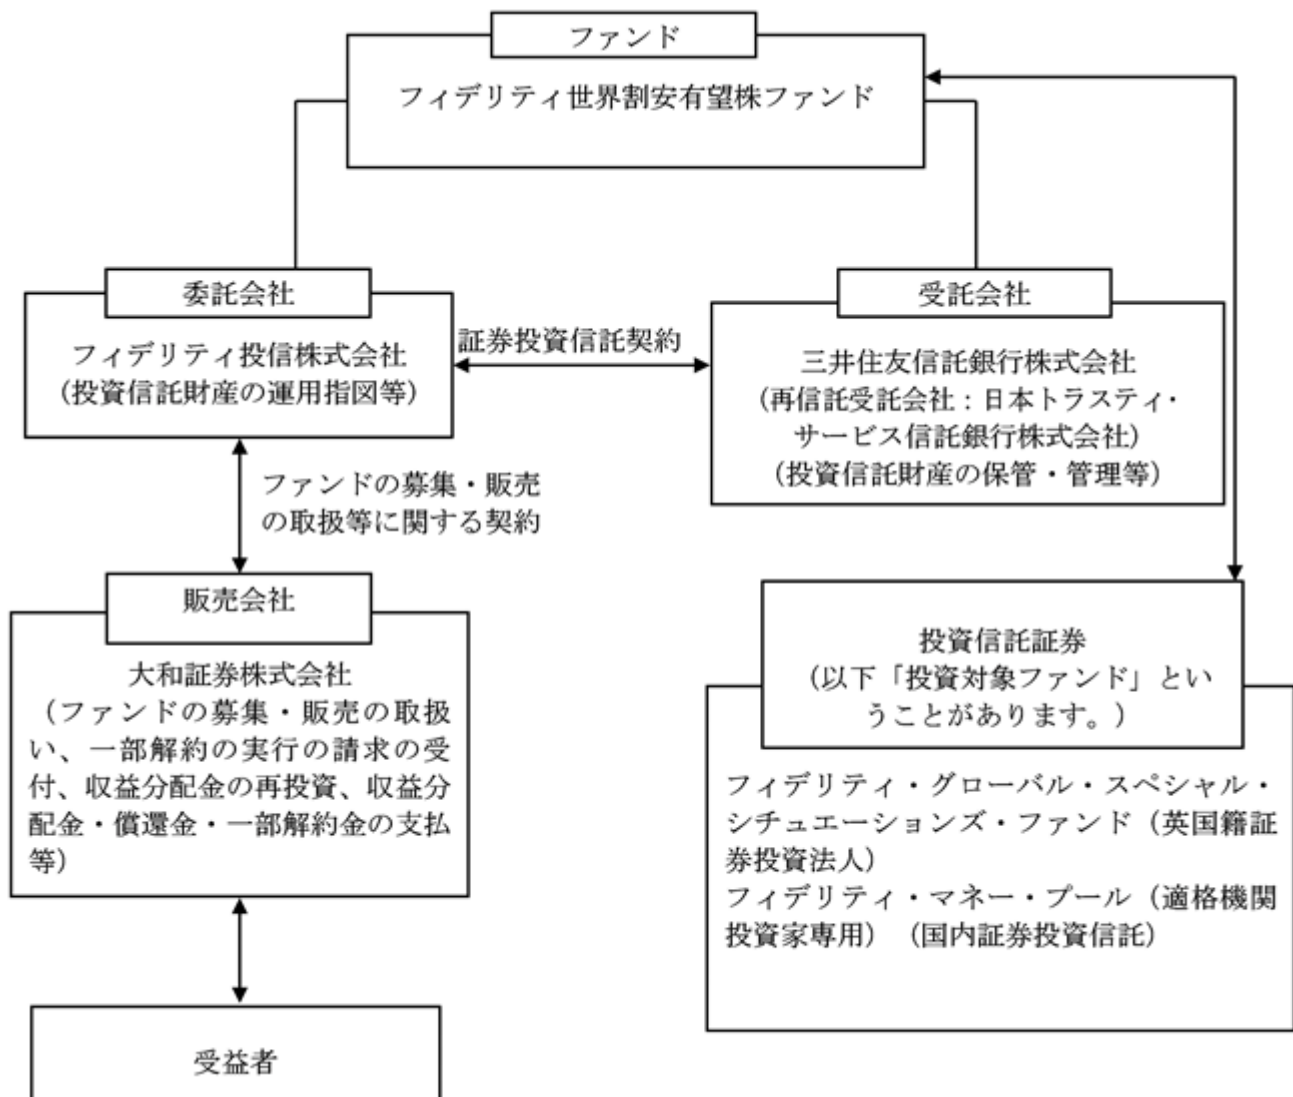 ファンド
フィデリティ世界割安有望株ファンド
委託会社
フィデリティ投信株式会社
(投資信託財産の運用指図等)
証券投資信託契約
受託会社
三井住友信託銀行株式会社
(再信託受託会社：日本トラスティ・
サービス信託銀行株式会社)
(投資信託財産の保管・管理等)
ファンドの募集・販売
の取扱等に関する契約
販売会社
大和証券株式会社
(ファンドの募集・販売の取扱
い、一部解約の実行の請求の受
付、収益分配金の再投資、収益分
配金・償還金・一部解約金の支払
等)
受益者
投資信託証券
(以下「投資対象ファンド」とい
うことがあります。)
フィデリティ・グローバル・スペシャル・
シチュエーションズ・ファンド（英国籍証
券投資法人）
フィデリティ・マネー・プール（適格機関
投資家専用）（国内証券投資信託）